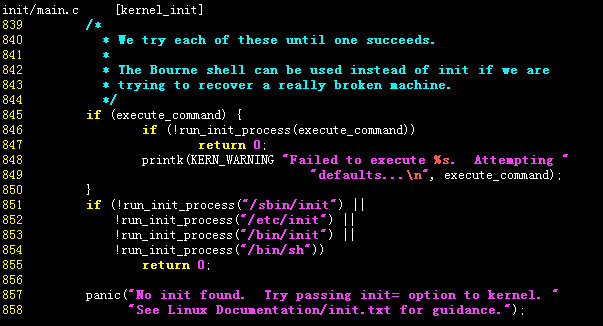 init/main.c [kernel_init]
839 /*
840 * We try each of these until one succeeds.
841 *
842 * The Bourne shell can be used instead of init if we are
843 * trying to recover a really broken machine.
844 */
845 if (execute_command) {
846 if (!run_init_process(execute_command))
847 return 0;
848 printk(KERN_WARNING "Failed to execute %s.  Attempting "
849 "defaults...\n", execute_command);
850 }
851 if (!run_init_process("/sbin/init") ||
852 !run_init_process("/etc/init") ||
853 !run_init_process("/bin/init") ||
854 !run_init_process("/bin/sh"))
855 return 0;
856
857 panic("No init found.  Try passing init= option to kernel. "
858 "See Linux Documentation/init.txt for guidance.");